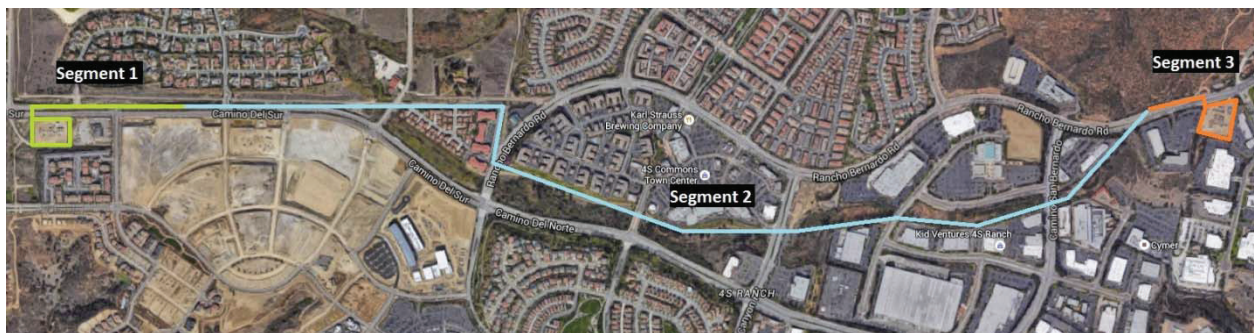 Segment 1
Segment 3
Sur
Camino Del Sur
Karl Strauss
Brewing Company
Rancho Bernardo Rd
Rancho Bernardo Rd
Rancho Bernardo Rd
4S Commons
Town Center
Segment 2
Camino Del Sur
Camino Del Norte
Camino San Bernardo
Kid Ventures 4S Ranch
Cymer
4S RANCH
Canyon